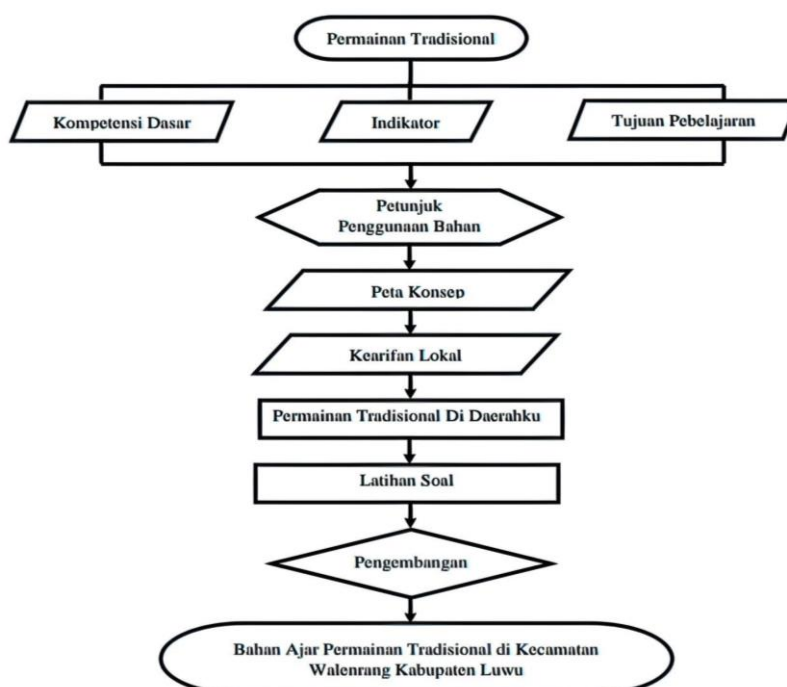 Permainan Tradisional
Kompetensi Dasar
Indikator
Tujuan Pebelajaran
Petunjuk
Penggunaan Bahan
Peta Konsep
Kearifan Lokal
Permainan Tradisional Di Daerahku
Latihan Soal
Pengembangan
Bahan Ajar Permainan Tradisional di Kecamatan
Walenrang Kabupaten Luwu